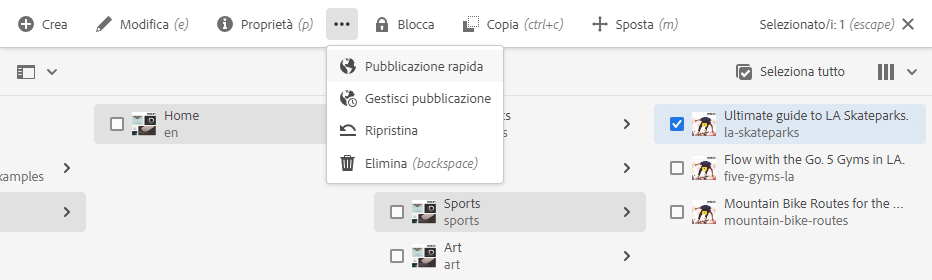 Crea
Modifica (e)
Proprietà (p)
Blocca
Copia (ctrl+c)
Sposta (m)
Selezionato/i: 1 (escape)
Pubblicazione rapida
Gestisci pubblicazione
Ripristina
Elimina (backspace)
Seleziona tutto
Home
en
Sports
sports
Art
art
Ultimate guide to LA Skateparks.
la-skateparks
Flow with the Go. 5 Gyms in LA.
five-gyms-la
Mountain Bike Routes for the ...
mountain-bike-routes